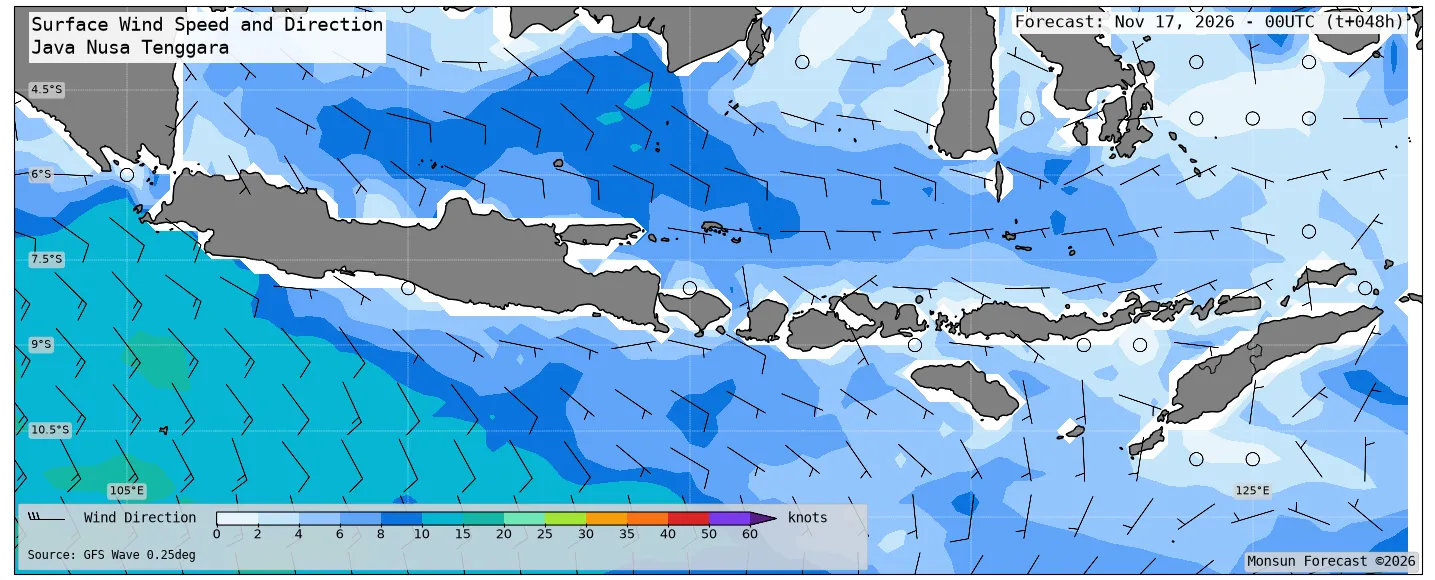 Surface Wind Speed and Direction
Java Nusa Tenggara
Forecast: Nov 17, 2026 - 00UTC (t+048h)
4.5°S
6°S
7.5°S
9°S
10.5°S
105°E
125°E
Wind Direction
0 2 4 6 8 10 15 20 25 30 35 40 50 60
knots
Source: GFS Wave 0.25deg
Monsun Forecast ©2026